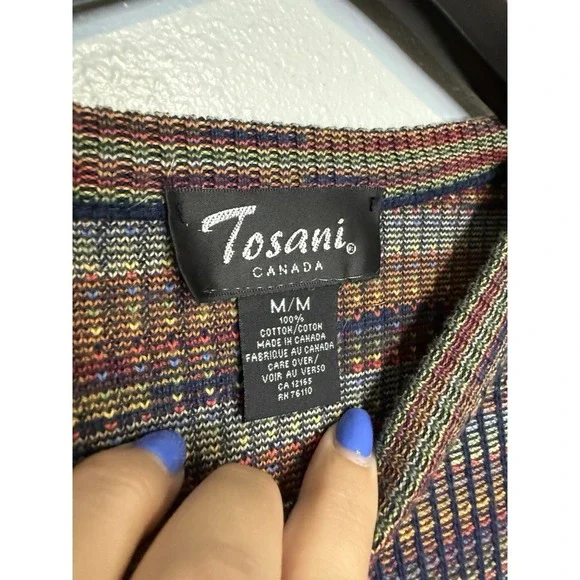 Tosani®
CANADA
M/M
100%
COTTON/COTON
MADE IN CANADA
FABRIQUE AU CANADA
CARE OVER/
VOIR AU VERSO
CA 12165
RN 76110